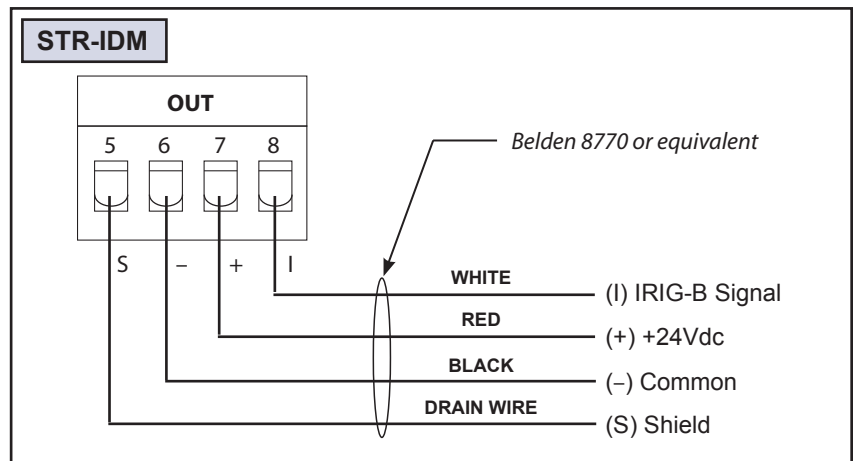 STR-IDM
OUT
5 6 7 8
Belden 8770 or equivalent
S – + I
WHITE
(I) IRIG-B Signal
RED
(+) +24Vdc
BLACK
(–) Common
DRAIN WIRE
(S) Shield